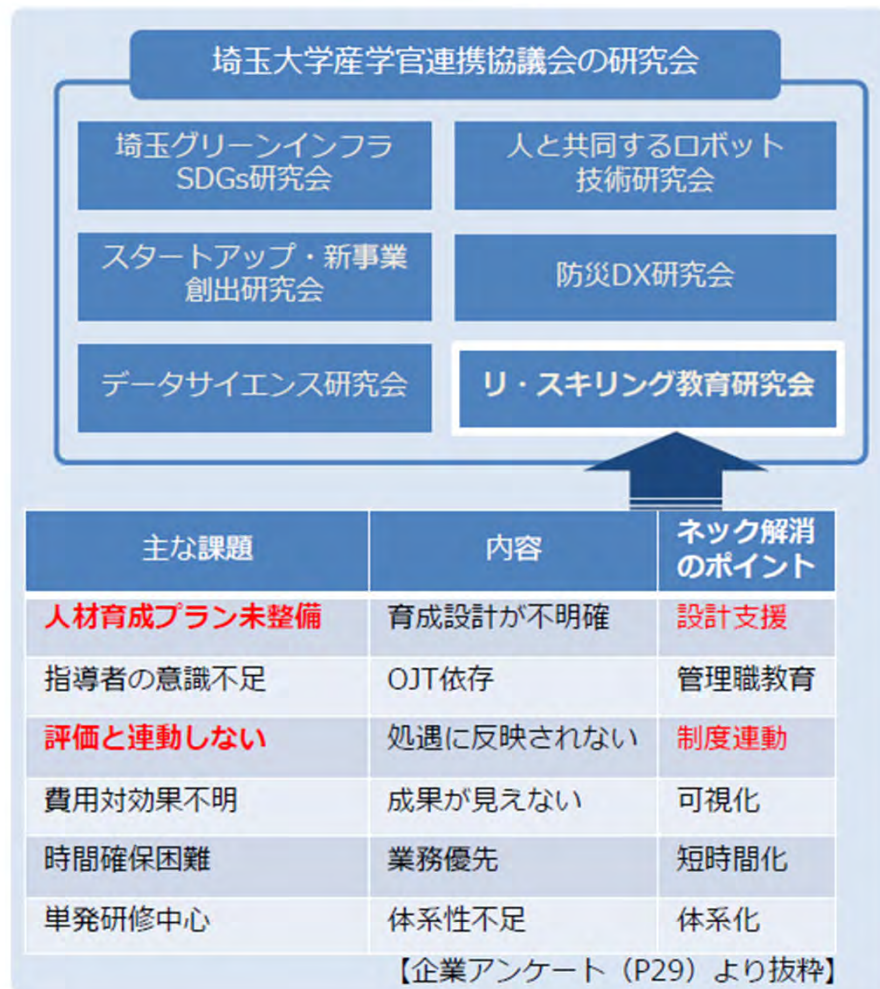 埼玉大学産学官連携協議会の研究会
埼玉グリーンインフラ
SDGs研究会
人と共同するロボット
技術研究会
スタートアップ・新事業
創出研究会
防災DX研究会
データサイエンス研究会
リ・スキリング教育研究会
主な課題 内容 ネック解消
のポイント
人材育成プラン未整備 育成設計が不明確 設計支援
指導者の意識不足 OJT依存 管理職教育
評価と連動しない 処遇に反映されない 制度連動
費用対効果不明 成果が見えない 可視化
時間確保困難 業務優先 短時間化
単発研修中心 体系性不足 体系化
【企業アンケート（P29）より抜粋】